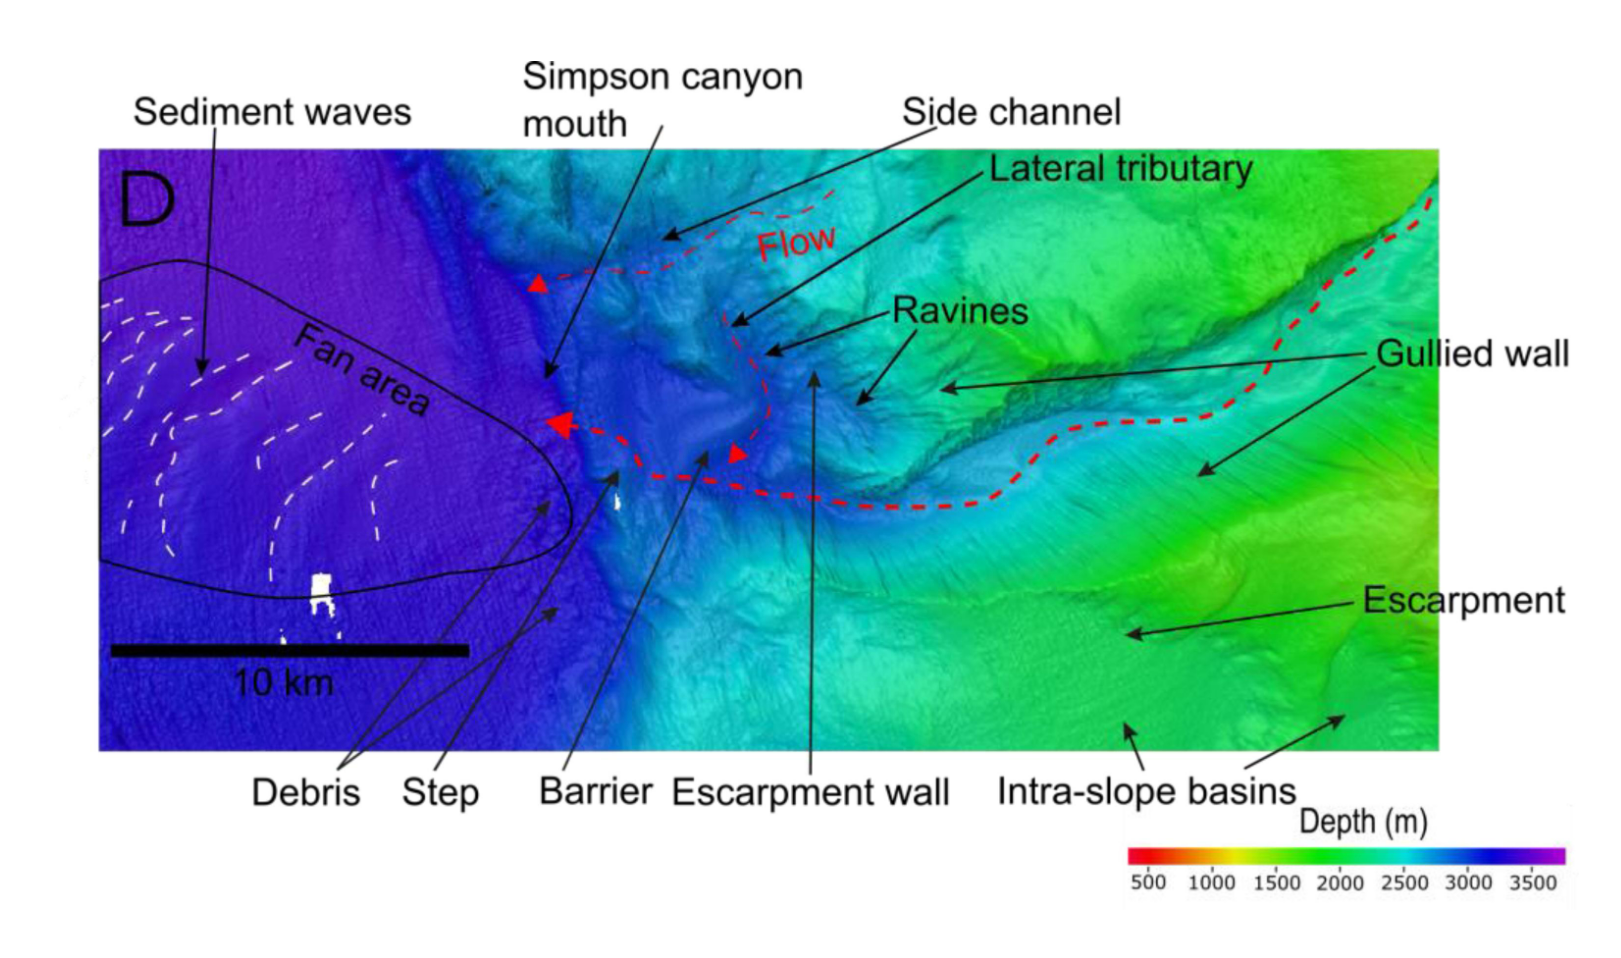 Simpson canyon
mouth
Sediment waves
Side channel
Lateral tributary
D
Flow
Ravines
Fan area
Gullied wall
Escarpment
10 km
Debris
Step
Barrier
Escarpment wall
Intra-slope basins
Depth (m)
500 1000 1500 2000 2500 3000 3500